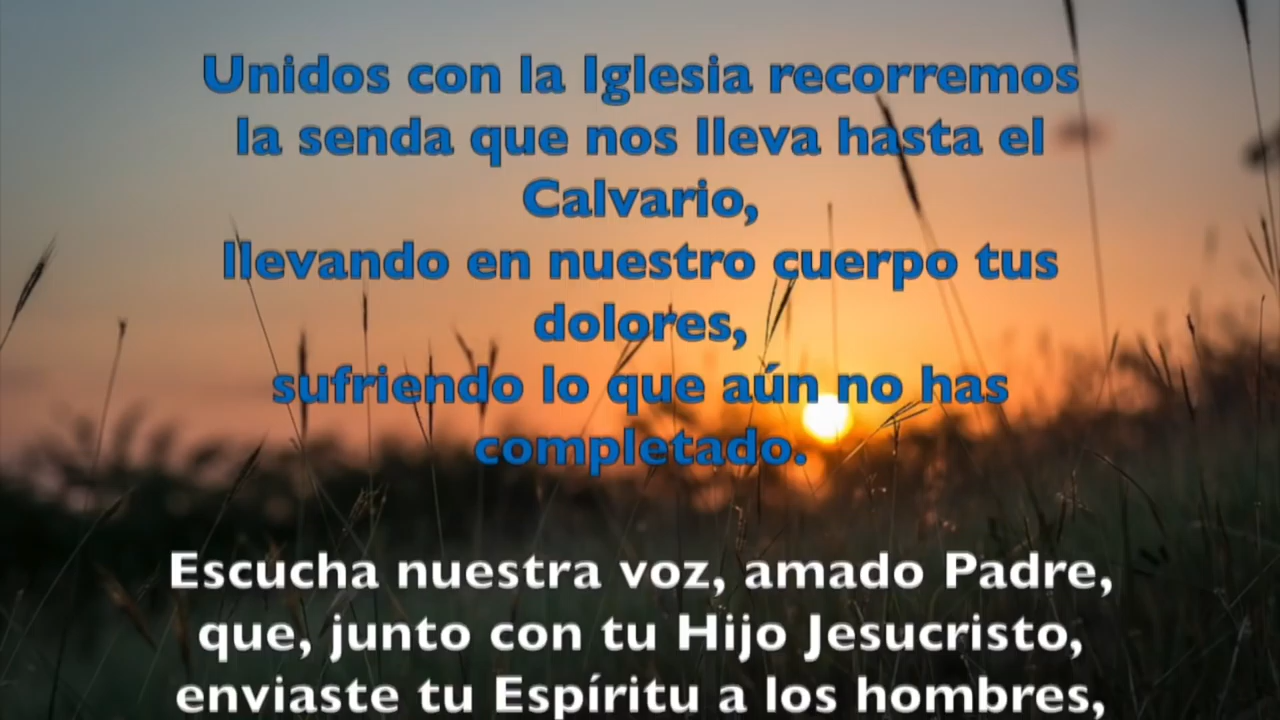 Unidos con la Iglesia recorremos
la senda que nos lleva hasta el
Calvario,
llevando en nuestro cuerpo tus
dolores,
sufriendo lo que aún no has
completado.
Escucha nuestra voz, amado Padre,
que, junto con tu Hijo Jesucristo,
enviaste tu Espíritu a los hombres,